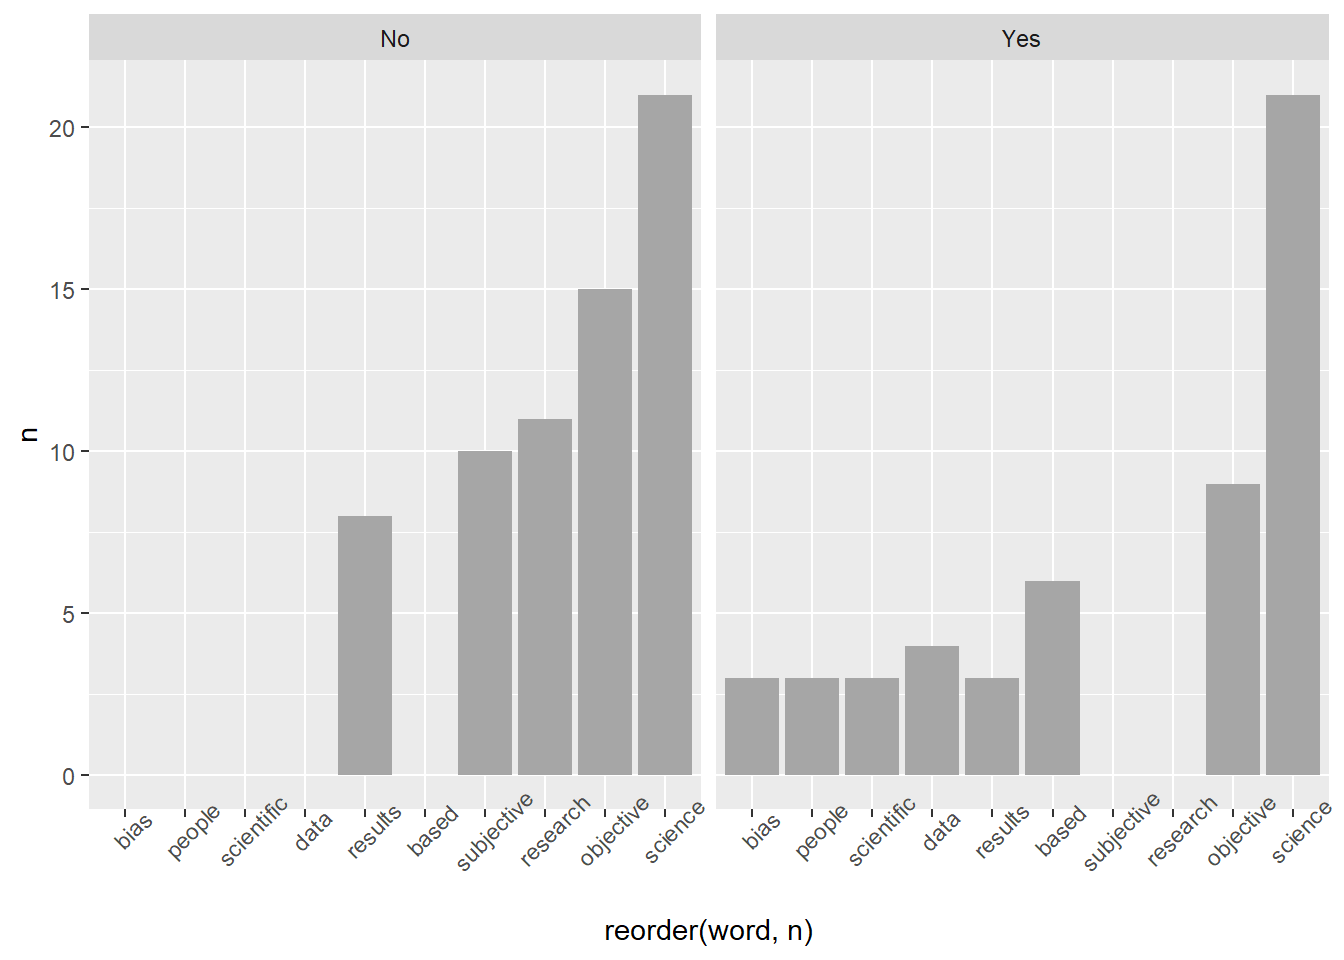 No Yes
20
15
n
10
5
0
bias people scientific data results based subjective research objective science bias people scientific data results based subjective research objective science
reorder(word, n)